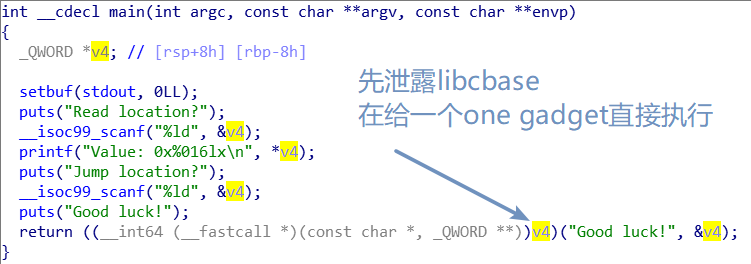 int __cdecl main(int argc, const char **argv, const char **envp)
{
_QWORD *v4; // [rsp+8h] [rbp-8h]
setbuf(stdout, 0LL);
先泄露libcbase
puts("Read location?");
在给一个one gadget直接执行
__isoc99_scanf("%ld", &v4);
printf("Value: 0x%016lx\n", *v4);
puts("Jump location?");
__isoc99_scanf("%ld", &v4);
puts("Good luck!");
return ((__int64 (__fastcall *)(const char *, _QWORD **))v4)("Good luck!", &v4);
}